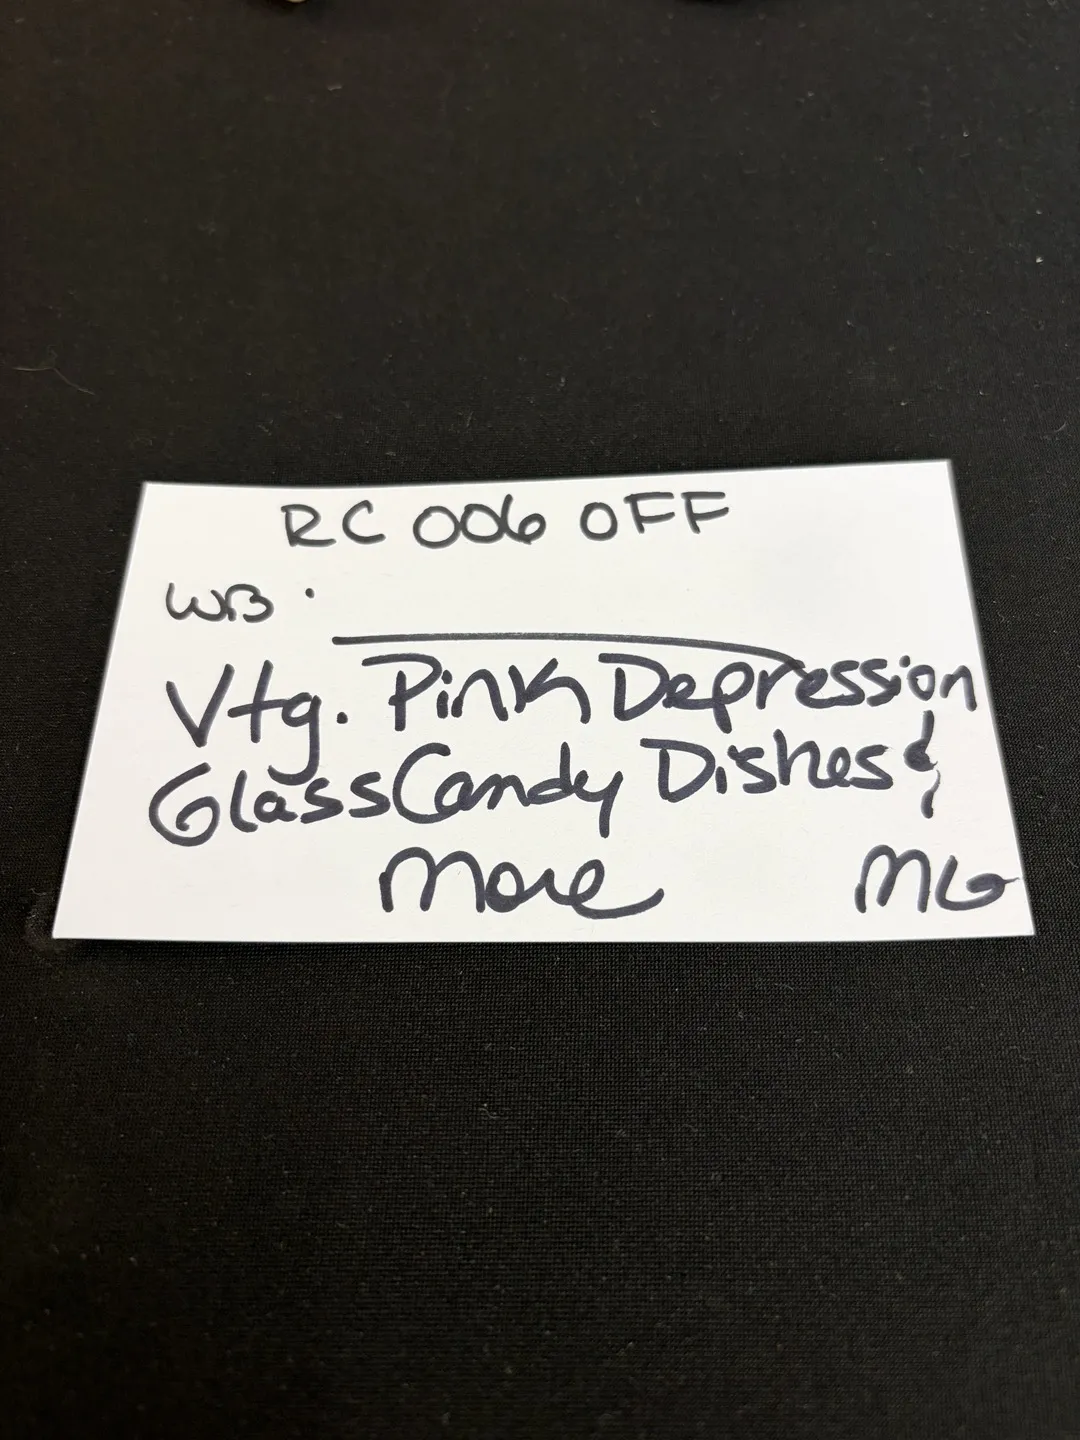 RC 006 OFF
WB.
Vtg. Pink Depression
Glass Candy Dishes &
More MG